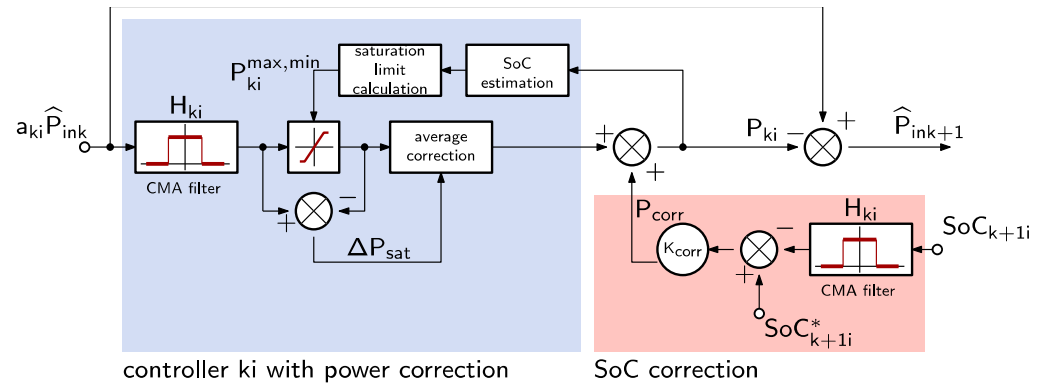 saturation
limit
calculation
SoC
estimation
P_ki^max,min
H_ki
a_ki P̂_ink
CMA filter
average
correction
+
−
ΔP_sat
+
+
P_ki
−
+
P̂_ink+1
P_corr
K_corr
−
+
H_ki
SoC_k+1i
CMA filter
SoC*_k+1i
controller ki with power correction
SoC correction